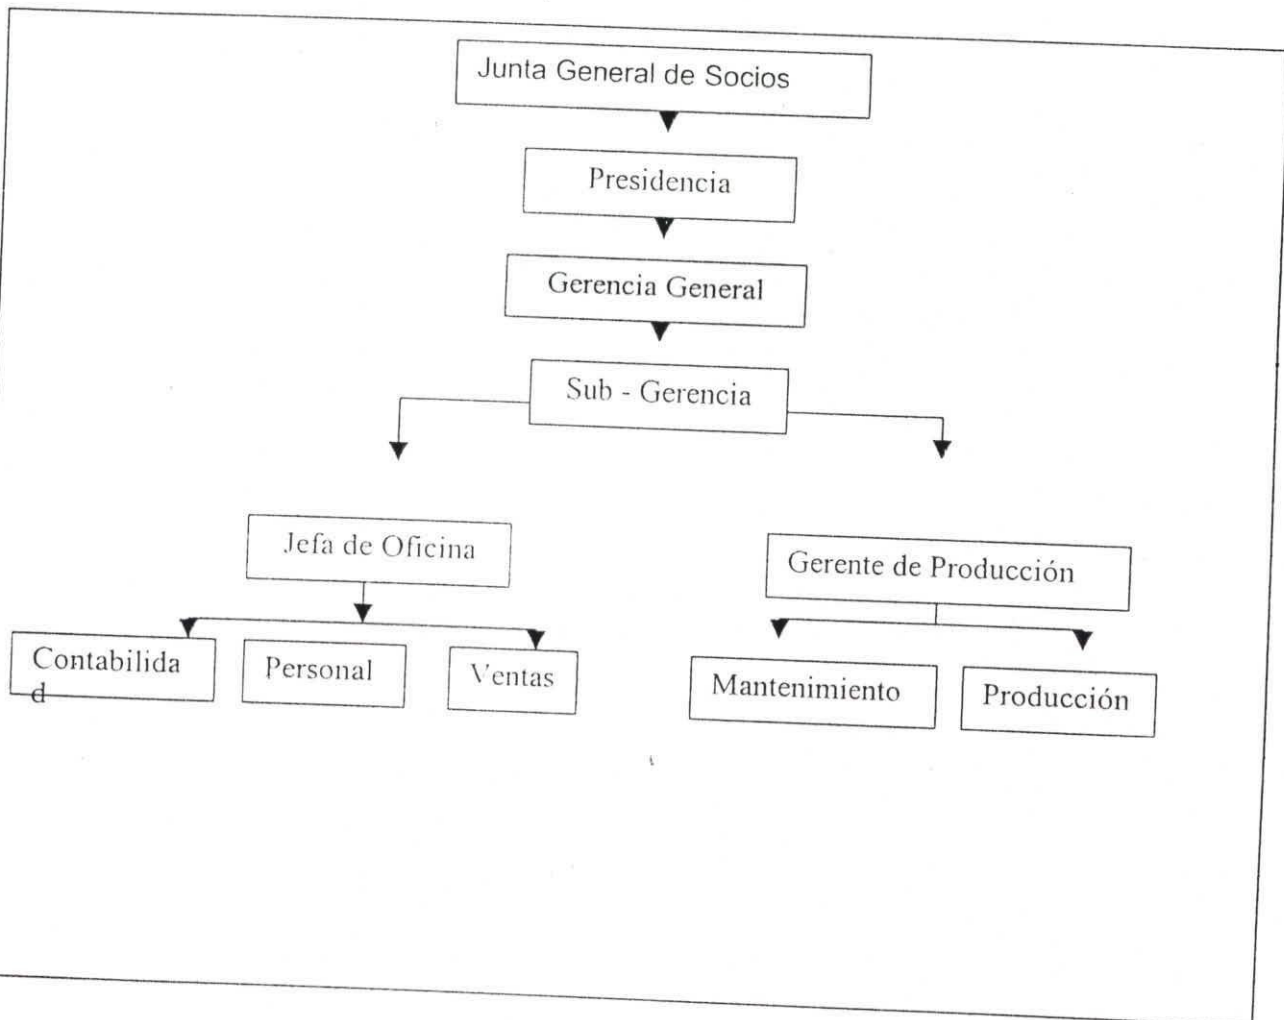 Junta General de Socios
Presidencia
Gerencia General
Sub - Gerencia
Jefa de Oficina
Gerente de Producción
Contabilida
d
Personal
Ventas
Mantenimiento
Producción